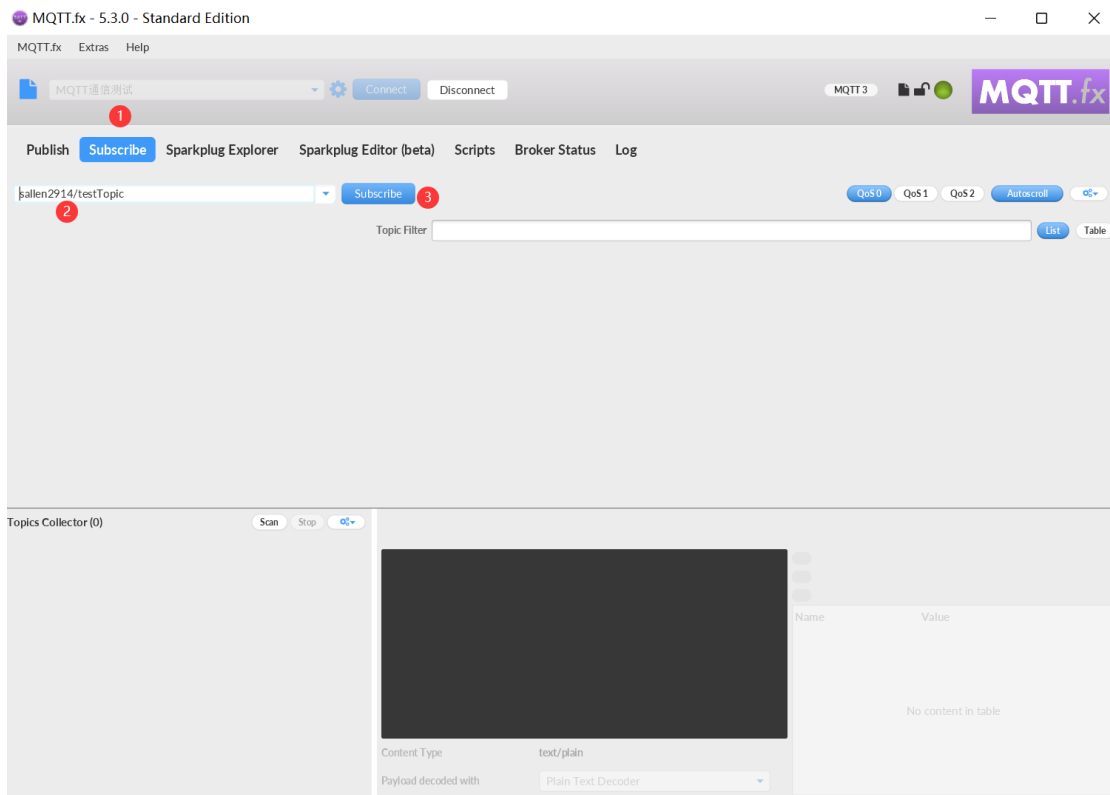 MQTT.fx - 5.3.0 - Standard Edition
MQTT.fx Extras Help
MQTT通信测试 Connect Disconnect MQTT 3 MQTT.fx
1
Publish Subscribe Sparkplug Explorer Sparkplug Editor (beta) Scripts Broker Status Log
sallen2914/testTopic Subscribe 3 QoS 0 QoS 1 QoS 2 Autoscroll
2
Topic Filter List Table
Topics Collector (0) Scan Stop
Name Value
No content in table
Content Type text/plain
Payload decoded with Plain Text Decoder